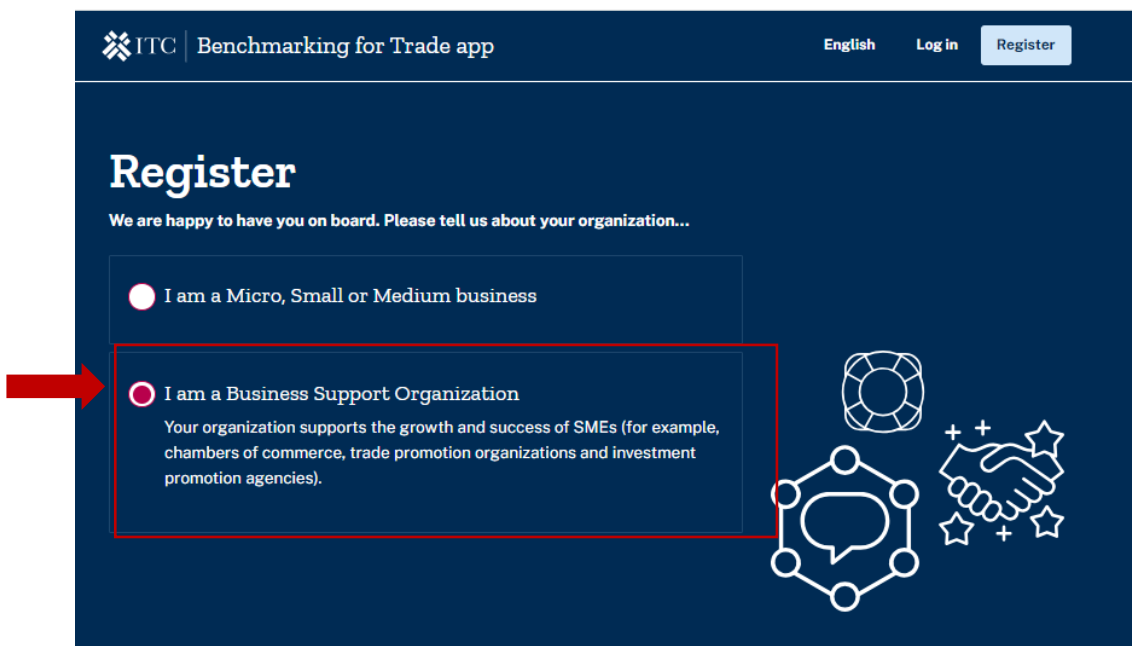 ITC Benchmarking for Trade app English Log in Register
Register
We are happy to have you on board. Please tell us about your organization...
I am a Micro, Small or Medium business
I am a Business Support Organization
Your organization supports the growth and success of SMEs (for example,
chambers of commerce, trade promotion organizations and investment
promotion agencies).